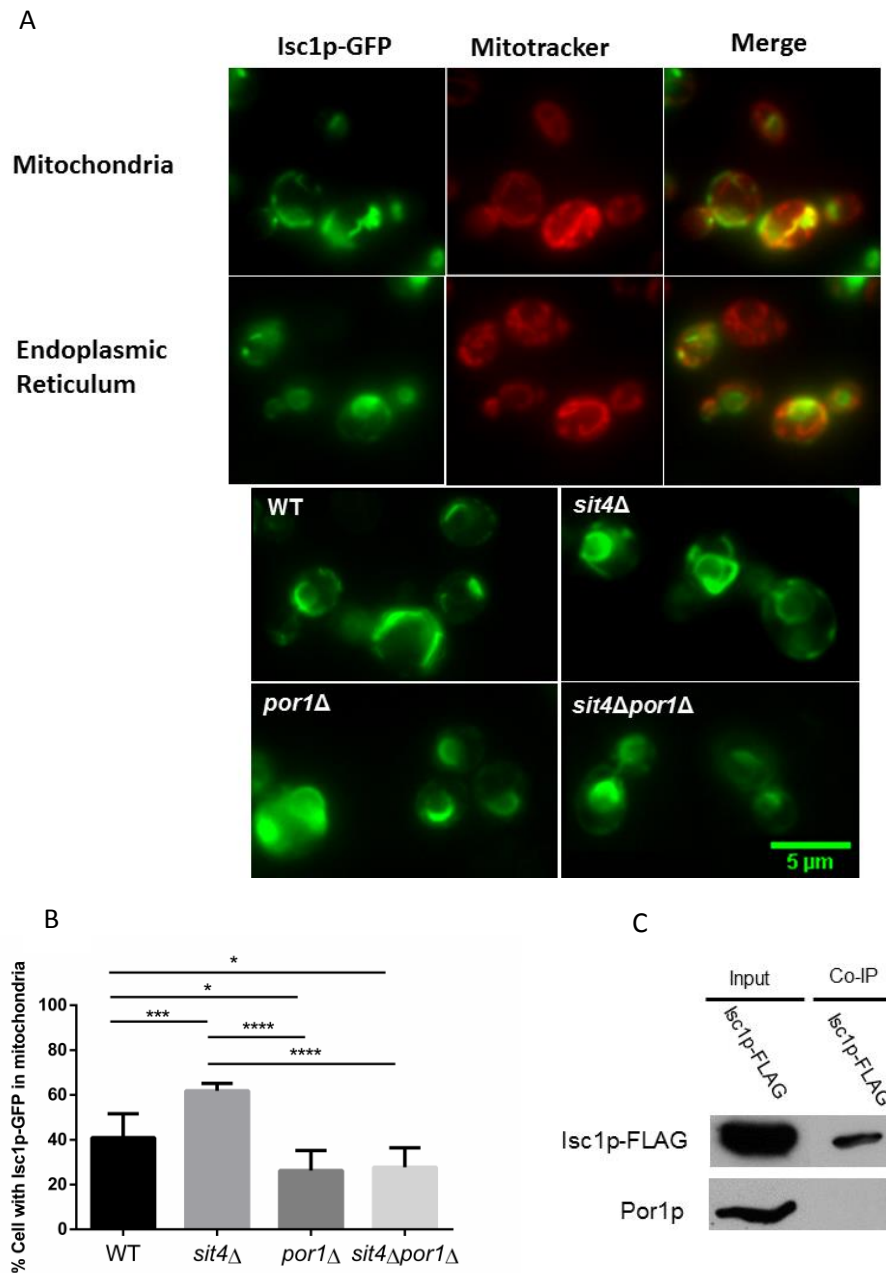 A
Isc1p-GFP Mitotracker Merge
Mitochondria
Endoplasmic
Reticulum
WT sit4Δ
por1Δ sit4Δpor1Δ
5 µm
B
% Cell with Isc1p-GFP in mitochondria
100
80
60
40
20
0
*
*
***
****
****
WT sit4Δ por1Δ sit4Δpor1Δ
C
Input Co-IP
Isc1p-FLAG Isc1p-FLAG
Isc1p-FLAG
Por1p